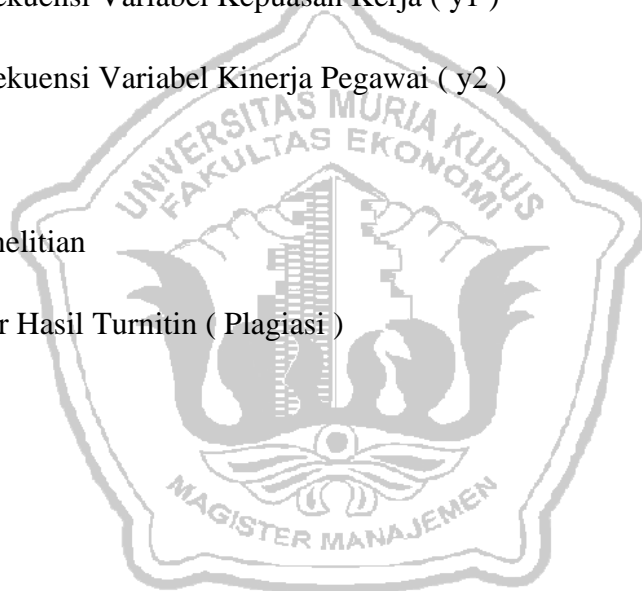 ekuensi Variabel Kepuasan Kerja ( y1 )
ekuensi Variabel Kinerja Pegawai ( y2 )
UNIVERSITAS MURIA KUDUS
FAKULTAS EKONOMI
nelitian
r Hasil Turnitin ( Plagiasi )
MAGISTER MANAJEMEN